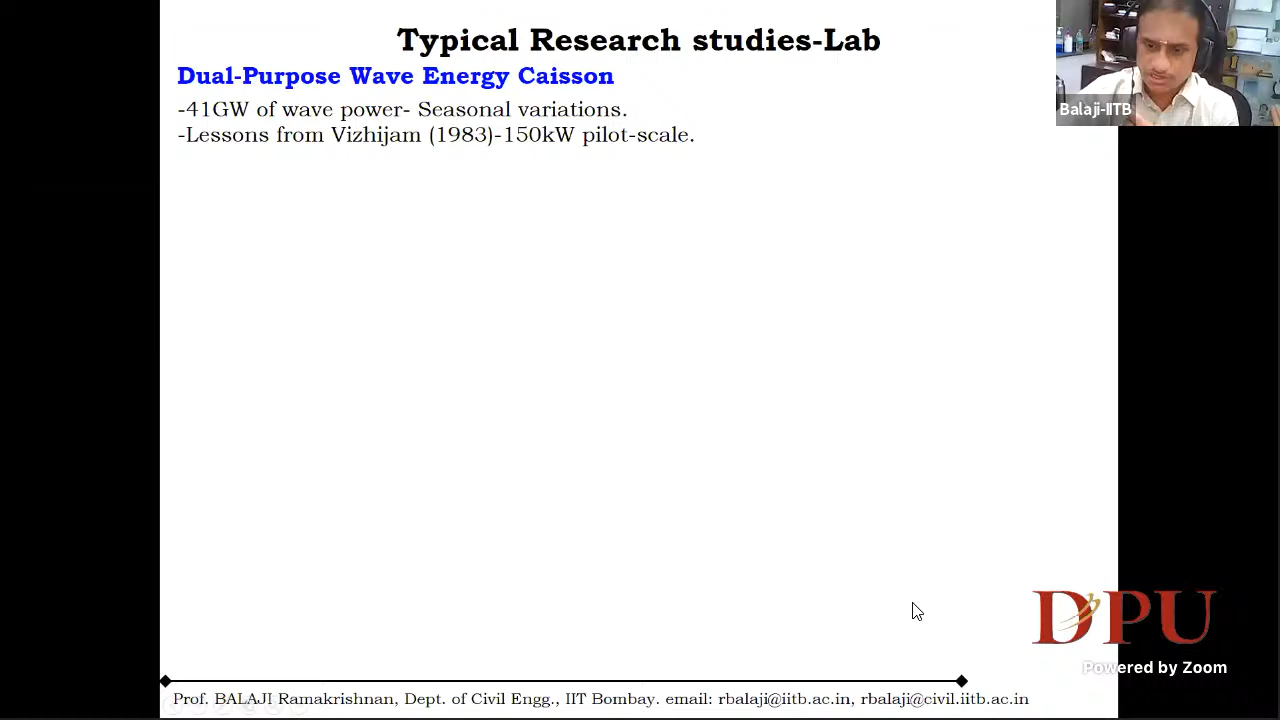 Typical Research studies-Lab
Dual-Purpose Wave Energy Caisson
-41GW of wave power- Seasonal variations.
-Lessons from Vizhijam (1983)-150kW pilot-scale.
Balaji-IITB
DPU
Powered by Zoom
Prof. BALAJI Ramakrishnan, Dept. of Civil Engg., IIT Bombay. email: rbalaji@iitb.ac.in, rbalaji@civil.iitb.ac.in